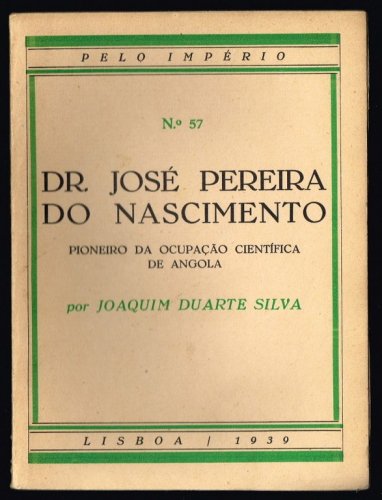 PELO IMPÉRIO
N.º 57
DR. JOSÉ PEREIRA
DO NASCIMENTO
PIONEIRO DA OCUPAÇÃO CIENTÍFICA
DE ANGOLA
por JOAQUIM DUARTE SILVA
LISBOA / 1939